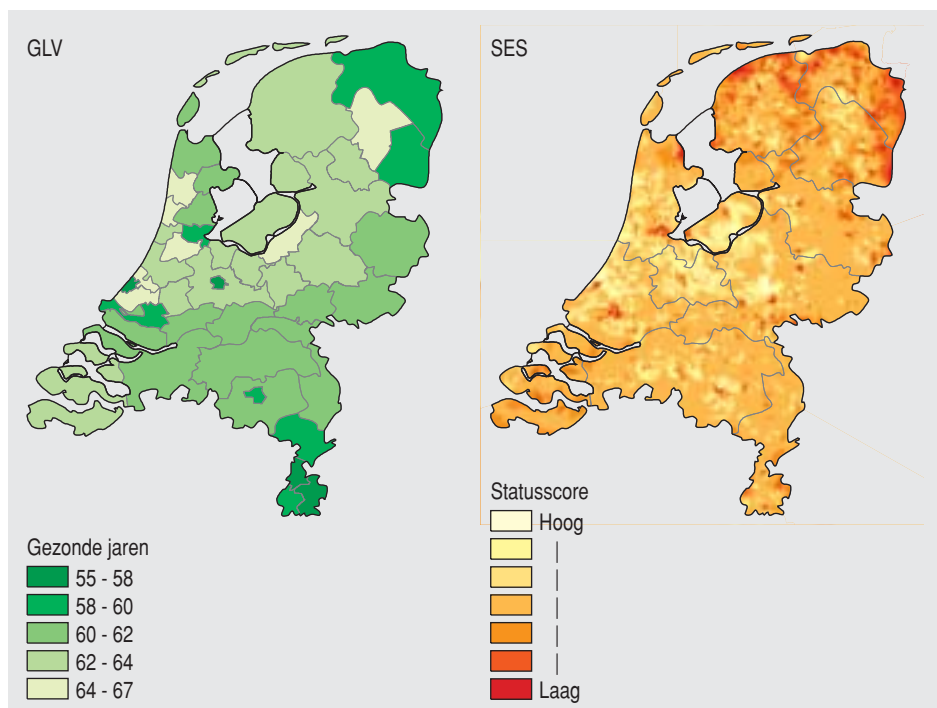 GLV
Gezonde jaren
55 - 58
58 - 60
60 - 62
62 - 64
64 - 67
SES
Statusscore
Hoog
Laag